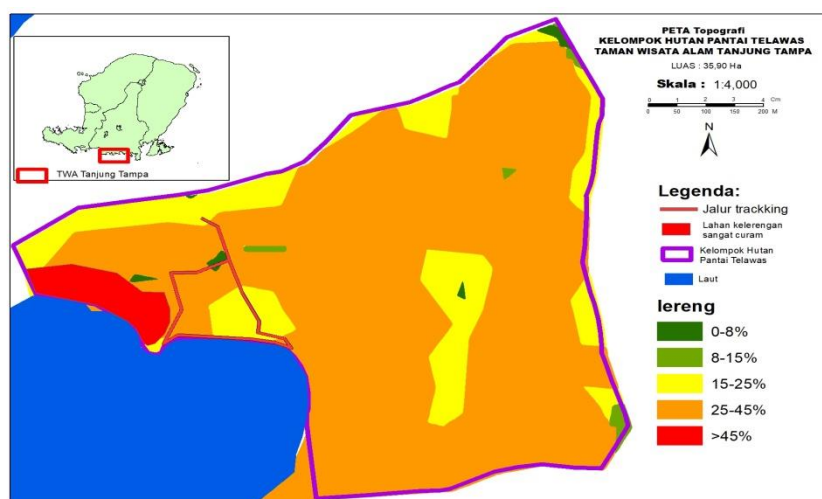 PETA Topografi
KELOMPOK HUTAN PANTAI TELAWAS
TAMAN WISATA ALAM TANJUNG TAMPA
LUAS : 35,90 Ha
Skala : 1:4,000
0 1 2 3 4 Cm
0 50 100 150 200 M
N
TWA Tanjung Tampa
Legenda:
Jalur trackking
Lahan kelerengan
sangat curam
Kelompok Hutan
Pantai Telawas
Laut
lereng
0-8%
8-15%
15-25%
25-45%
>45%